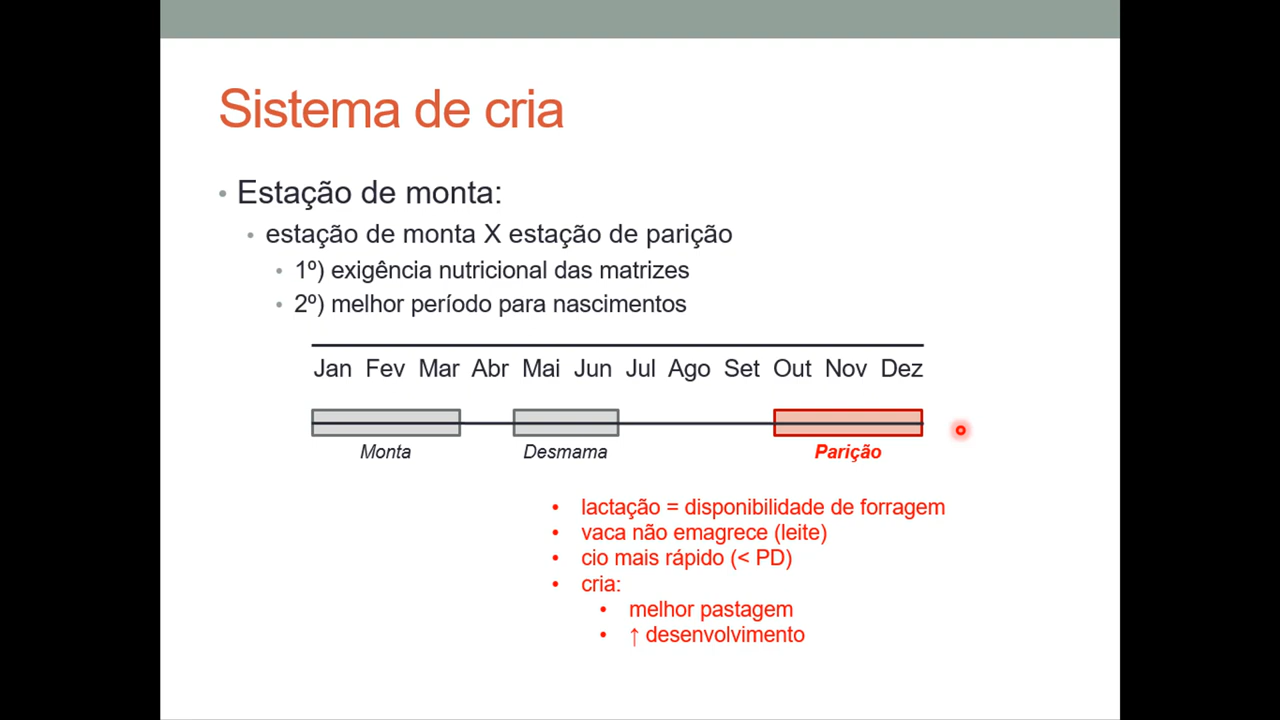 Sistema de cria
• Estação de monta:
• estação de monta X estação de parição
• 1º) exigência nutricional das matrizes
• 2º) melhor período para nascimentos
Jan Fev Mar Abr Mai Jun Jul Ago Set Out Nov Dez
Monta Desmama Parição
• lactação = disponibilidade de forragem
• vaca não emagrece (leite)
• cio mais rápido (< PD)
• cria:
• melhor pastagem
• ↑ desenvolvimento